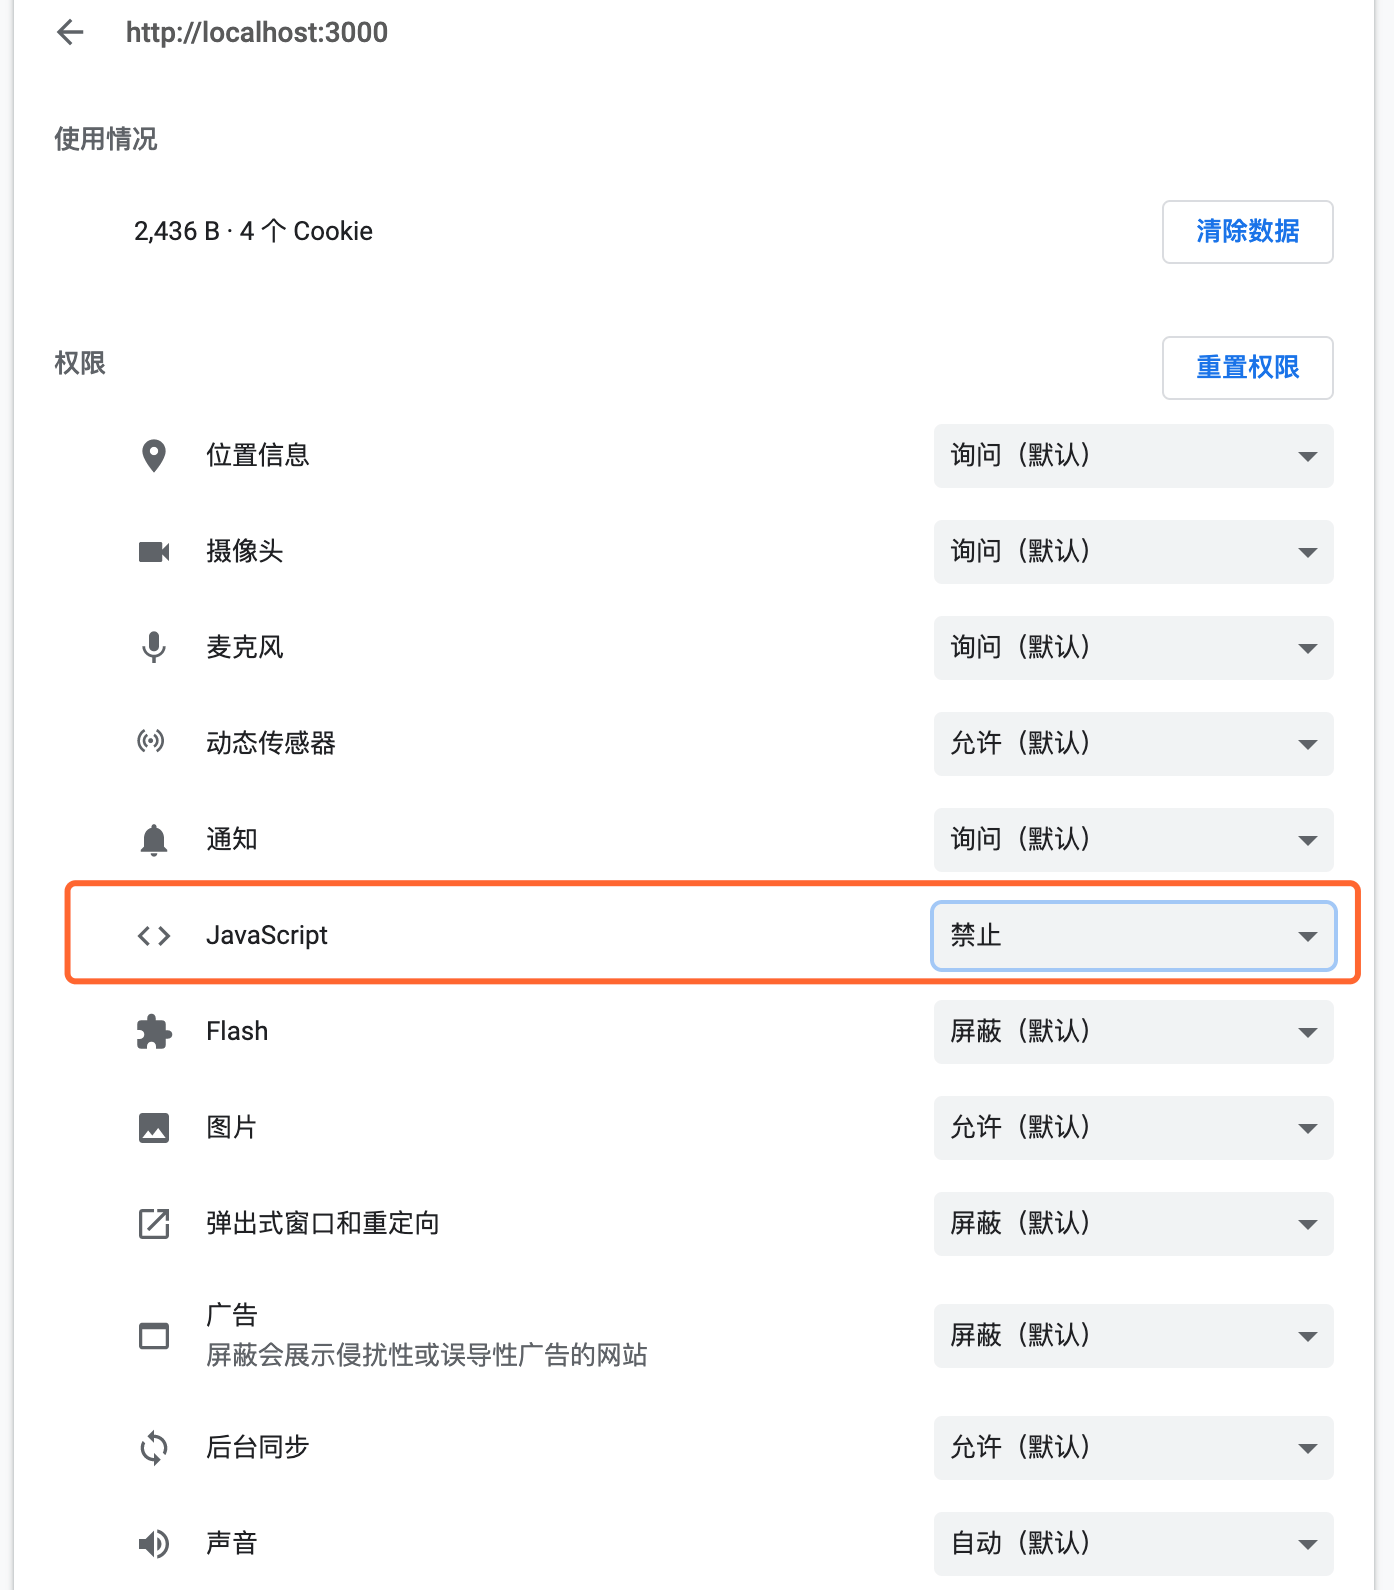 http://localhost:3000
使用情况
2,436 B · 4 个 Cookie
清除数据
权限
重置权限
位置信息
询问（默认）
摄像头
询问（默认）
麦克风
询问（默认）
动态传感器
允许（默认）
通知
询问（默认）
JavaScript
禁止
Flash
屏蔽（默认）
图片
允许（默认）
弹出式窗口和重定向
屏蔽（默认）
广告
屏蔽会展示侵扰性或误导性广告的网站
屏蔽（默认）
后台同步
允许（默认）
声音
自动（默认）